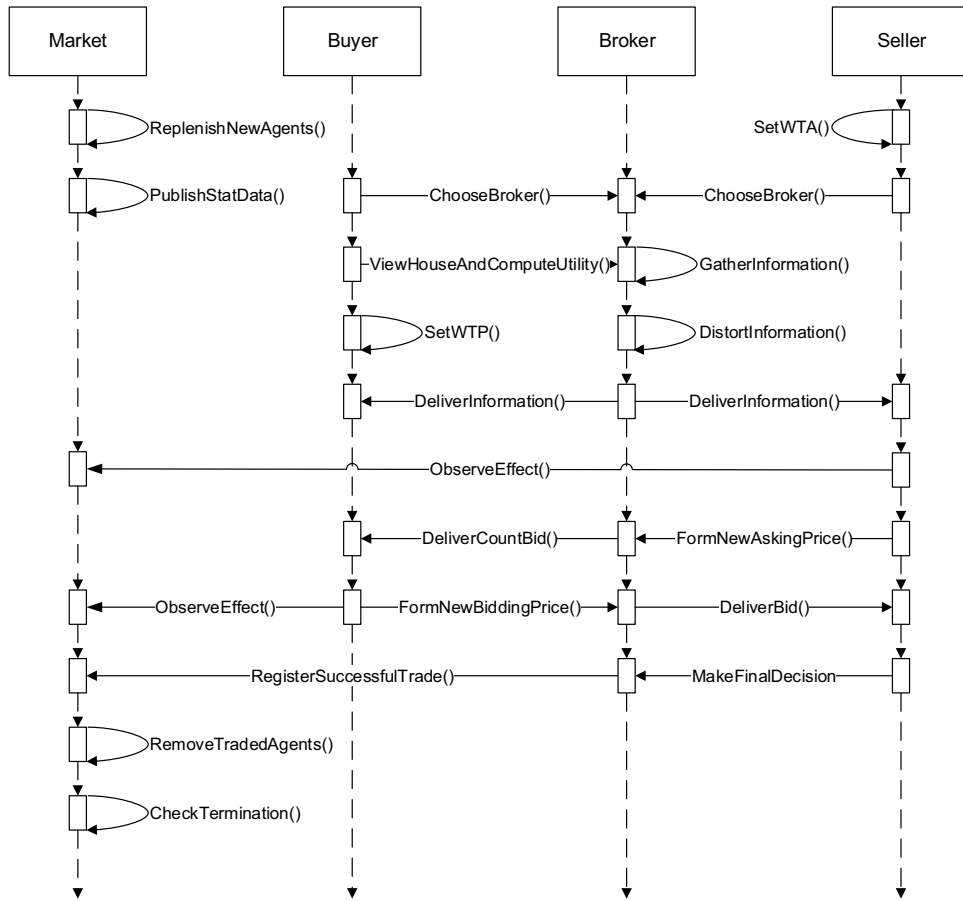 Market
Buyer
Broker
Seller
ReplenishNewAgents()
SetWTA()
PublishStatData()
ChooseBroker()
ChooseBroker()
ViewHouseAndComputeUtility()
GatherInformation()
SetWTP()
DistortInformation()
DeliverInformation()
DeliverInformation()
ObserveEffect()
DeliverCountBid()
FormNewAskingPrice()
ObserveEffect()
FormNewBiddingPrice()
DeliverBid()
RegisterSuccessfulTrade()
MakeFinalDecision
RemoveTradedAgents()
CheckTermination()